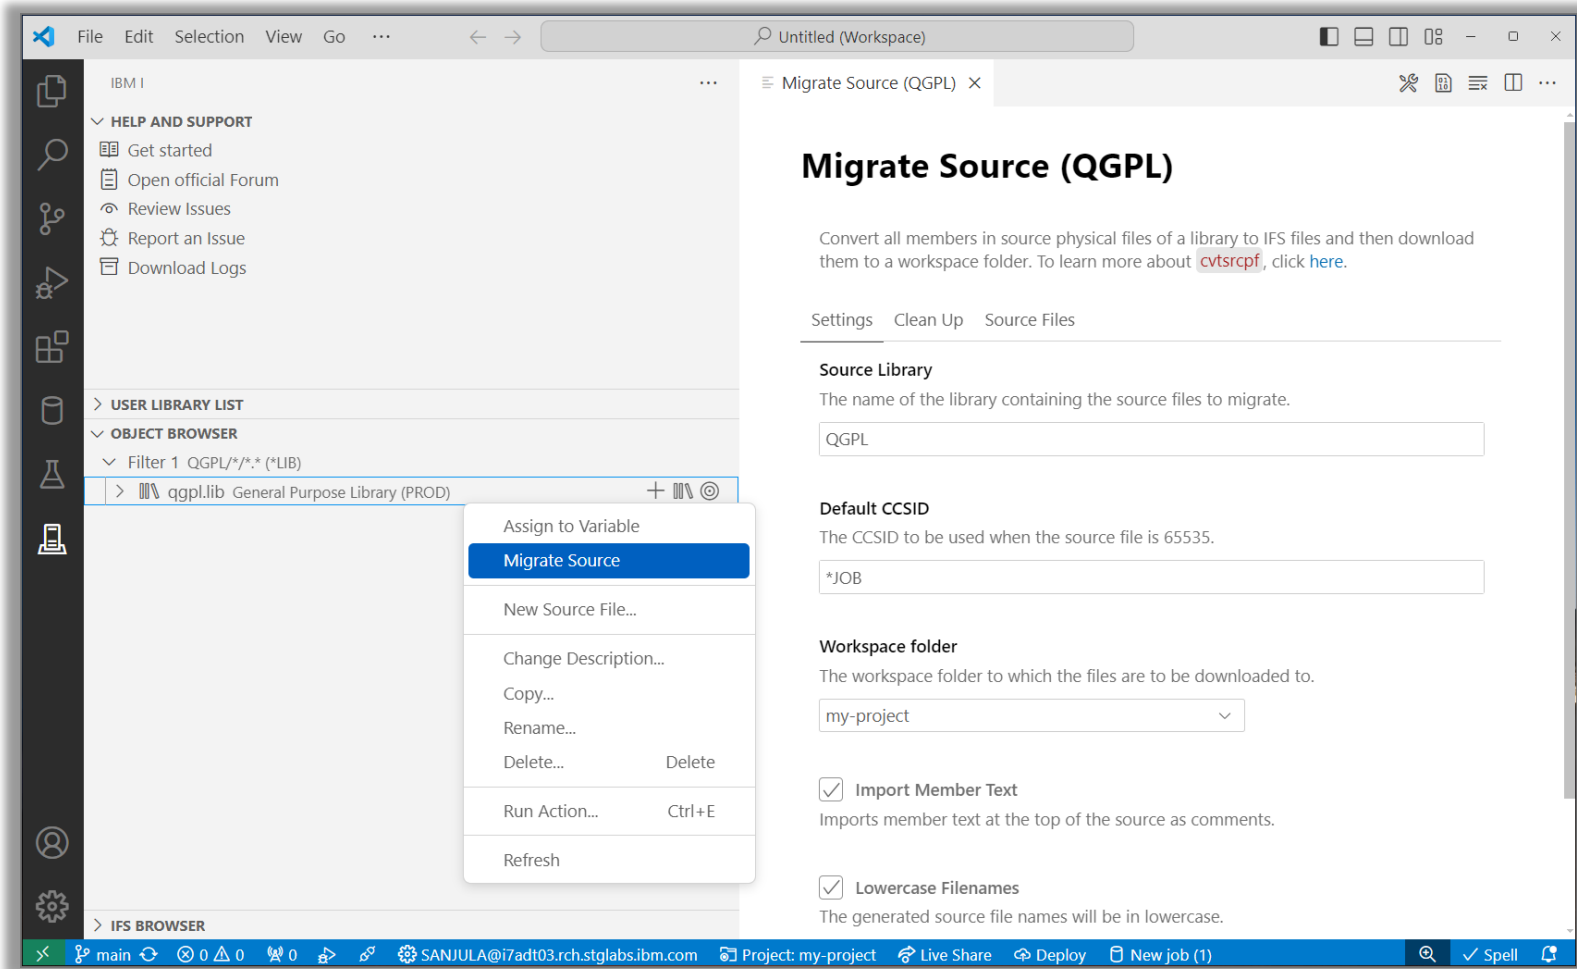 File Edit Selection View Go ··· Untitled (Workspace)
IBM I
HELP AND SUPPORT
Get started
Open official Forum
Review Issues
Report an Issue
Download Logs
USER LIBRARY LIST
OBJECT BROWSER
Filter 1 QGPL/*/*.* (*LIB)
qgpl.lib General Purpose Library (PROD)
Assign to Variable
Migrate Source
New Source File...
Change Description...
Copy...
Rename...
Delete... Delete
Run Action... Ctrl+E
Refresh
IFS BROWSER
Migrate Source (QGPL)
Migrate Source (QGPL)
Convert all members in source physical files of a library to IFS files and then download
them to a workspace folder. To learn more about cvtsrcpf, click here.
Settings Clean Up Source Files
Source Library
The name of the library containing the source files to migrate.
QGPL
Default CCSID
The CCSID to be used when the source file is 65535.
*JOB
Workspace folder
The workspace folder to which the files are to be downloaded to.
my-project
Import Member Text
Imports member text at the top of the source as comments.
Lowercase Filenames
The generated source file names will be in lowercase.
main 0 0 0 SANJULA@i7adt03.rch.stglabs.ibm.com Project: my-project Live Share Deploy New job (1) Spell